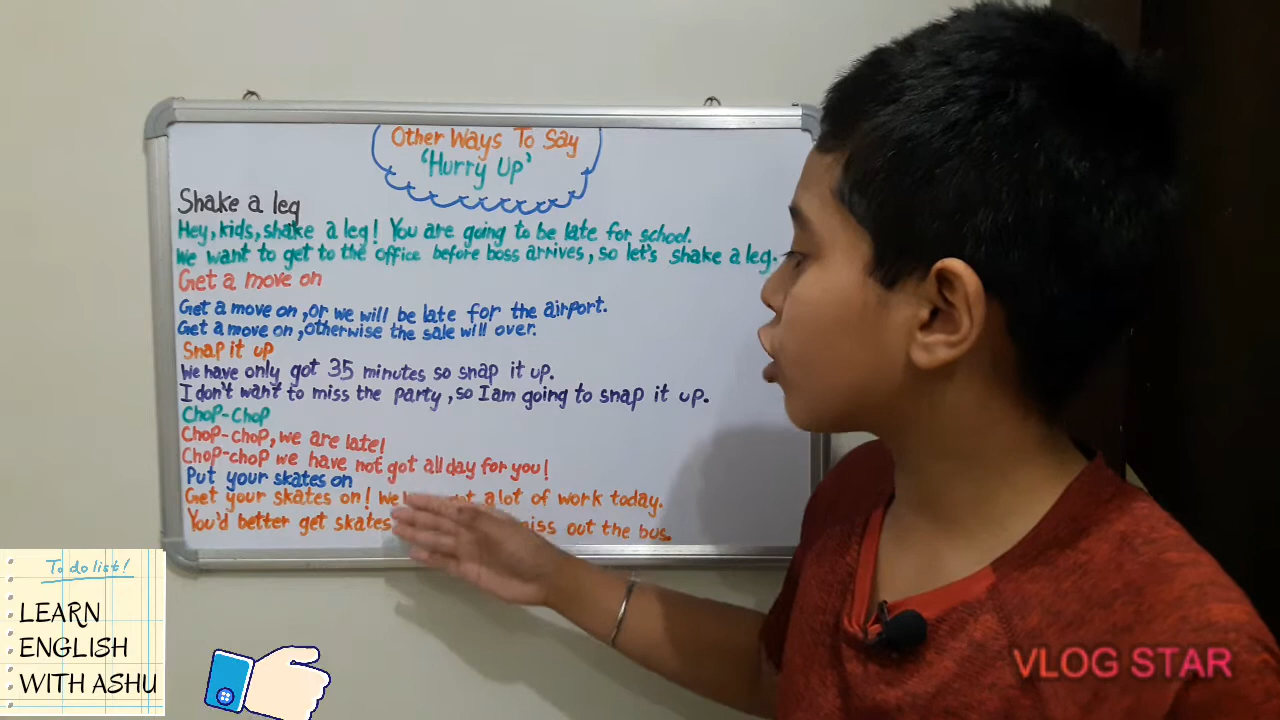 Other Ways To Say
'Hurry Up'
Shake a leg
Hey, kids, shake a leg! You are going to be late for school.
We want to get to the office before boss arrives, so let's shake a leg.
Get a move on
Get a move on, or we will be late for the airport.
Get a move on, otherwise the sale will over.
Snap it up
We have only got 35 minutes so snap it up.
I don't want to miss the party, so I am going to snap it up.
Chop-Chop
Chop-chop, we are late!
Chop-chop we have not got all day for you!
Put your skates on
Get your skates on! We a lot of work today.
You'd better get skates miss out the bus.
To do list!
LEARN
ENGLISH
WITH ASHU
VLOG STAR